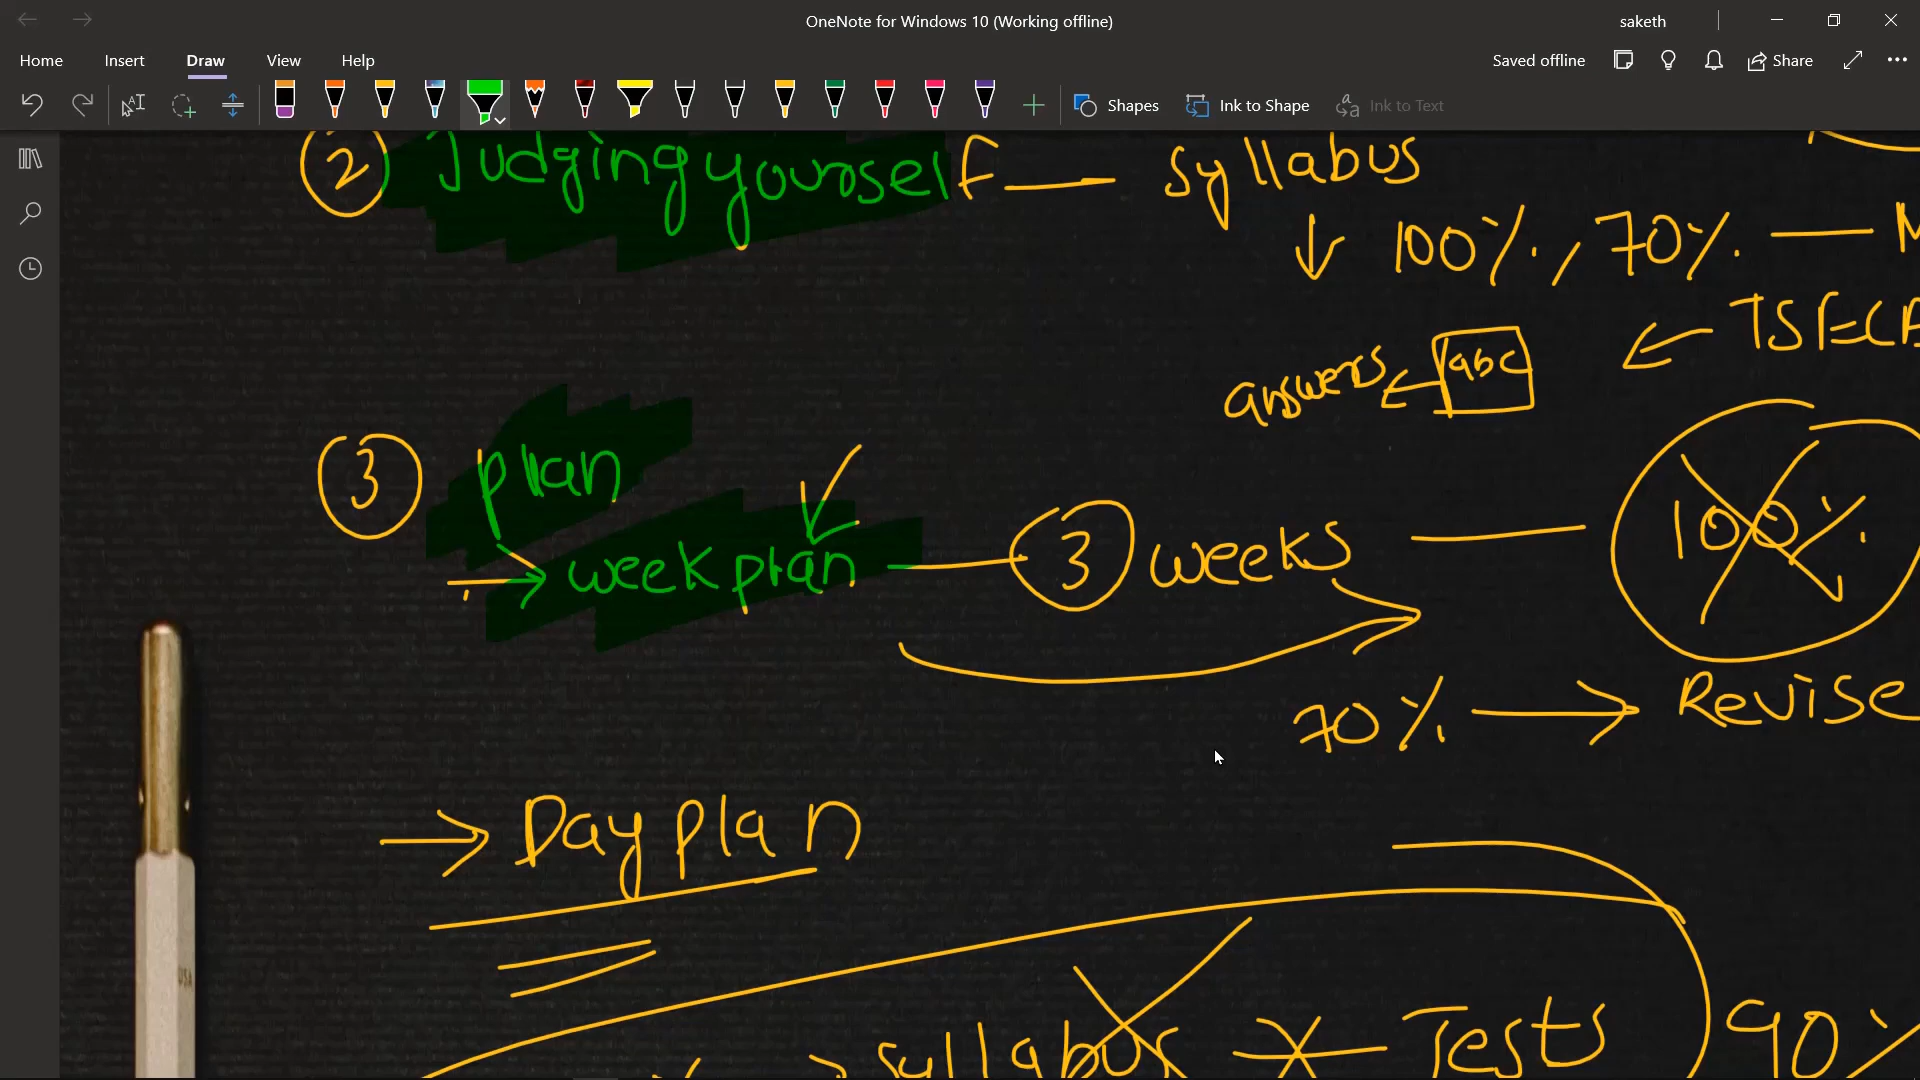 OneNote for Windows 10 (Working offline)
saketh
Home Insert Draw View Help
Saved offline Share
Shapes Ink to Shape Ink to Text
2 Judging yourself — syllabus
↓ 100%, 70% —
← TSEC
answers ← abc
3 plan
→ week plan — 3 weeks — 100%
70% → Revise
→ Day plan
syllabus Tests 90%
USA